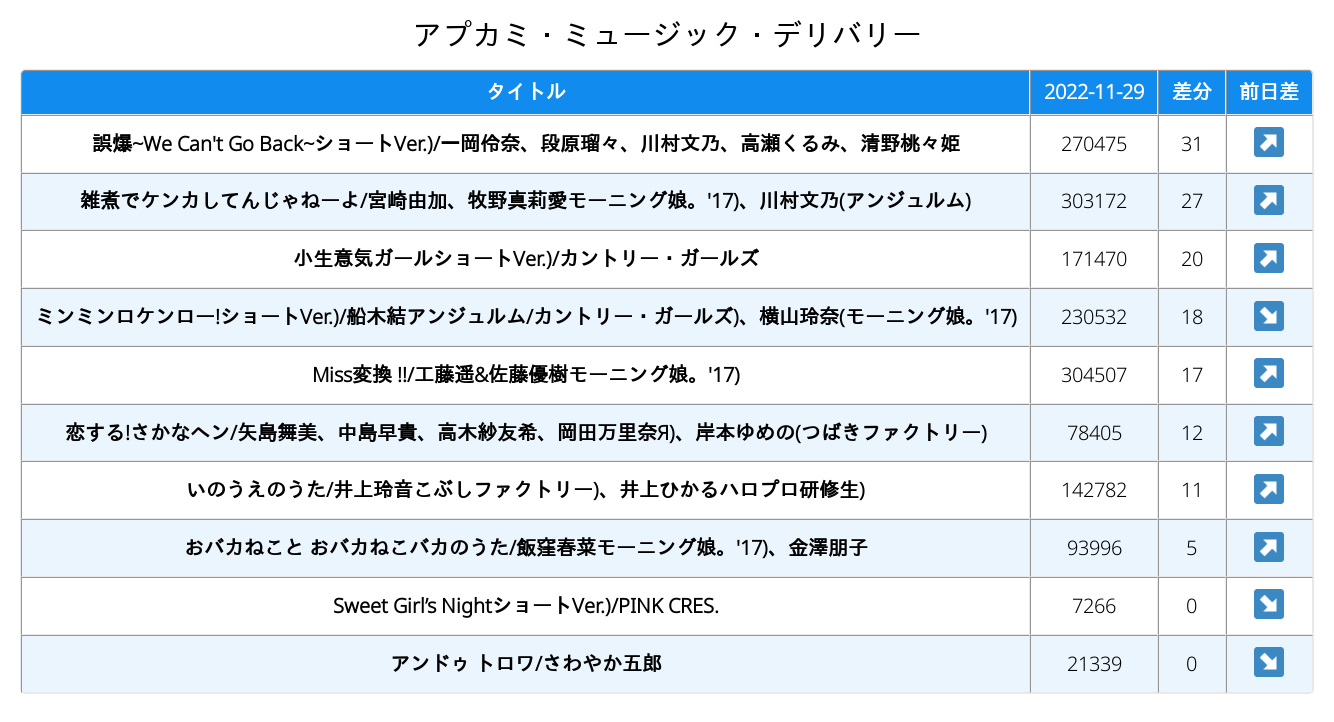 アプカミ・ミュージック・デリバリー
タイトル 2022-11-29 差分 前日差
誤爆~We Can't Go Back~ショートVer.)/一岡伶奈、段原瑠々、川村文乃、高瀬くるみ、清野桃々姫 270475 31
雑煮でケンカしてんじゃねーよ/宮崎由加、牧野真莉愛モーニング娘。'17)、川村文乃(アンジュルム) 303172 27
小生意気ガールショートVer.)/カントリー・ガールズ 171470 20
ミンミンロケンロー!ショートVer.)/船木結アンジュルム/カントリー・ガールズ)、横山玲奈(モーニング娘。'17) 230532 18
Miss変換 !!/工藤遥&佐藤優樹モーニング娘。'17) 304507 17
恋する!さかなヘン/矢島舞美、中島早貴、高木紗友希、岡田万里奈Я)、岸本ゆめの(つばきファクトリー) 78405 12
いのうえのうた/井上玲音こぶしファクトリー)、井上ひかるハロプロ研修生) 142782 11
おバカねこと おバカねこバカのうた/飯窪春菜モーニング娘。'17)、金澤朋子 93996 5
Sweet Girl’s NightショートVer.)/PINK CRES. 7266 0
アンドゥ トロワ/さわやか五郎 21339 0